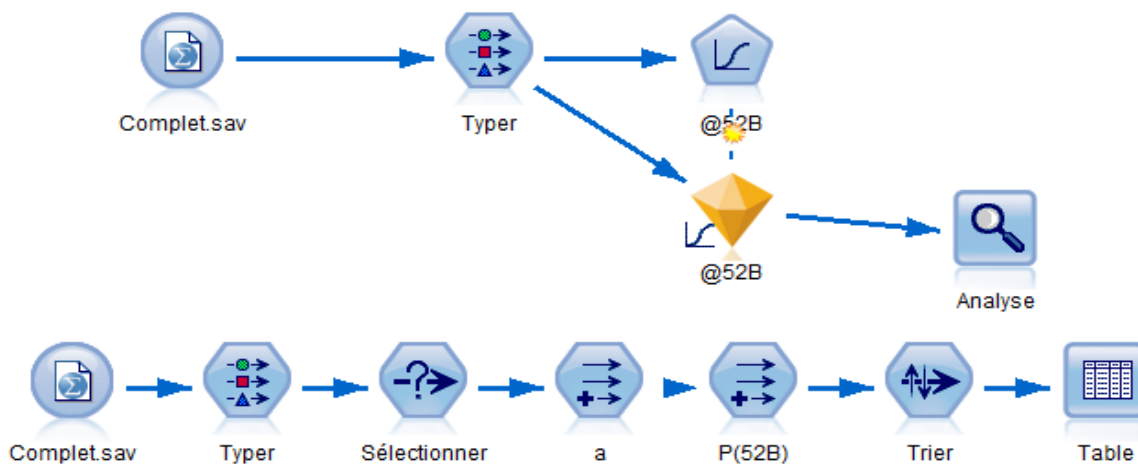 Complet.sav
Typer
@52B
@52B
Analyse
Complet.sav
Typer
Sélectionner
a
P(52B)
Trier
Table